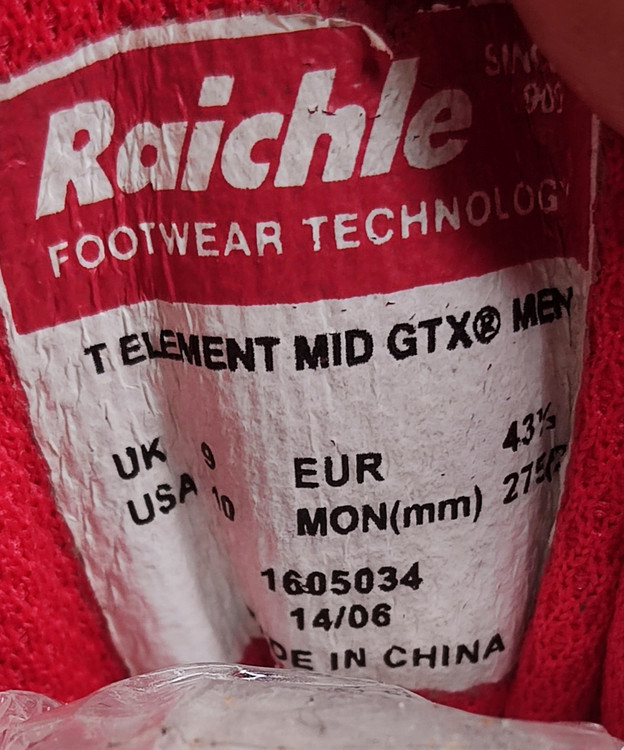 Raichle
FOOTWEAR TECHNOLOGY
T ELEMENT MID GTX® MEN
UK 9 EUR 43⅓
USA 10 MON(mm) 275
1605034
14/06
IN CHINA